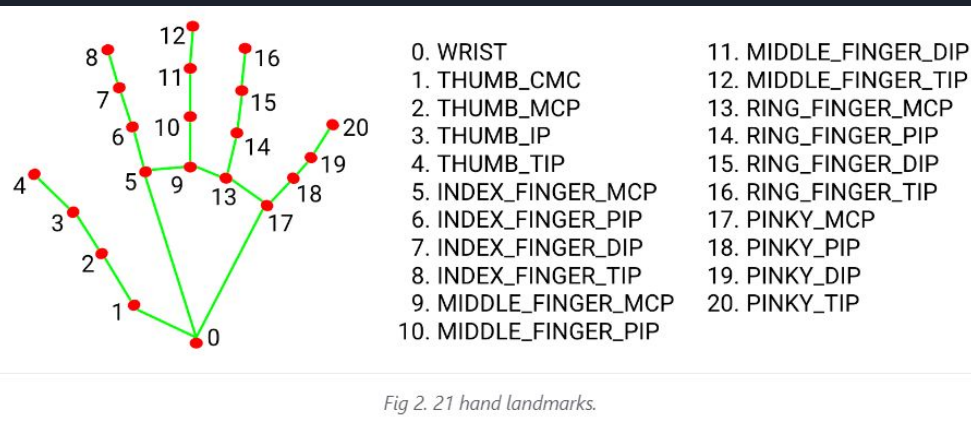 12
8
16
11
7
15
10
6
14
20
19
5
9
18
4
13
3
17
2
1
0
0. WRIST
1. THUMB_CMC
2. THUMB_MCP
3. THUMB_IP
4. THUMB_TIP
5. INDEX_FINGER_MCP
6. INDEX_FINGER_PIP
7. INDEX_FINGER_DIP
8. INDEX_FINGER_TIP
9. MIDDLE_FINGER_MCP
10. MIDDLE_FINGER_PIP
11. MIDDLE_FINGER_DIP
12. MIDDLE_FINGER_TIP
13. RING_FINGER_MCP
14. RING_FINGER_PIP
15. RING_FINGER_DIP
16. RING_FINGER_TIP
17. PINKY_MCP
18. PINKY_PIP
19. PINKY_DIP
20. PINKY_TIP
Fig 2. 21 hand landmarks.